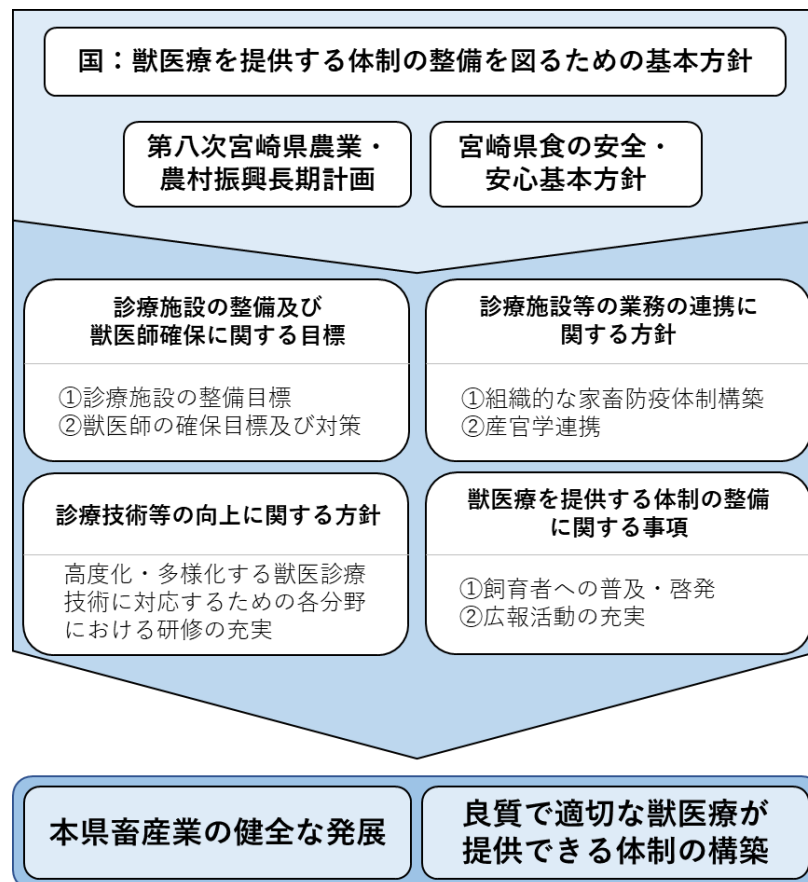 国：獣医療を提供する体制の整備を図るための基本方針
第八次宮崎県農業・
農村振興長期計画
宮崎県食の安全・
安心基本方針
診療施設の整備及び
獣医師確保に関する目標
①診療施設の整備目標
②獣医師の確保目標及び対策
診療施設等の業務の連携に
関する方針
①組織的な家畜防疫体制構築
②産官学連携
診療技術等の向上に関する方針
高度化・多様化する獣医診療
技術に対応するための各分野
における研修の充実
獣医療を提供する体制の整備
に関する事項
①飼育者への普及・啓発
②広報活動の充実
本県畜産業の健全な発展
良質で適切な獣医療が
提供できる体制の構築